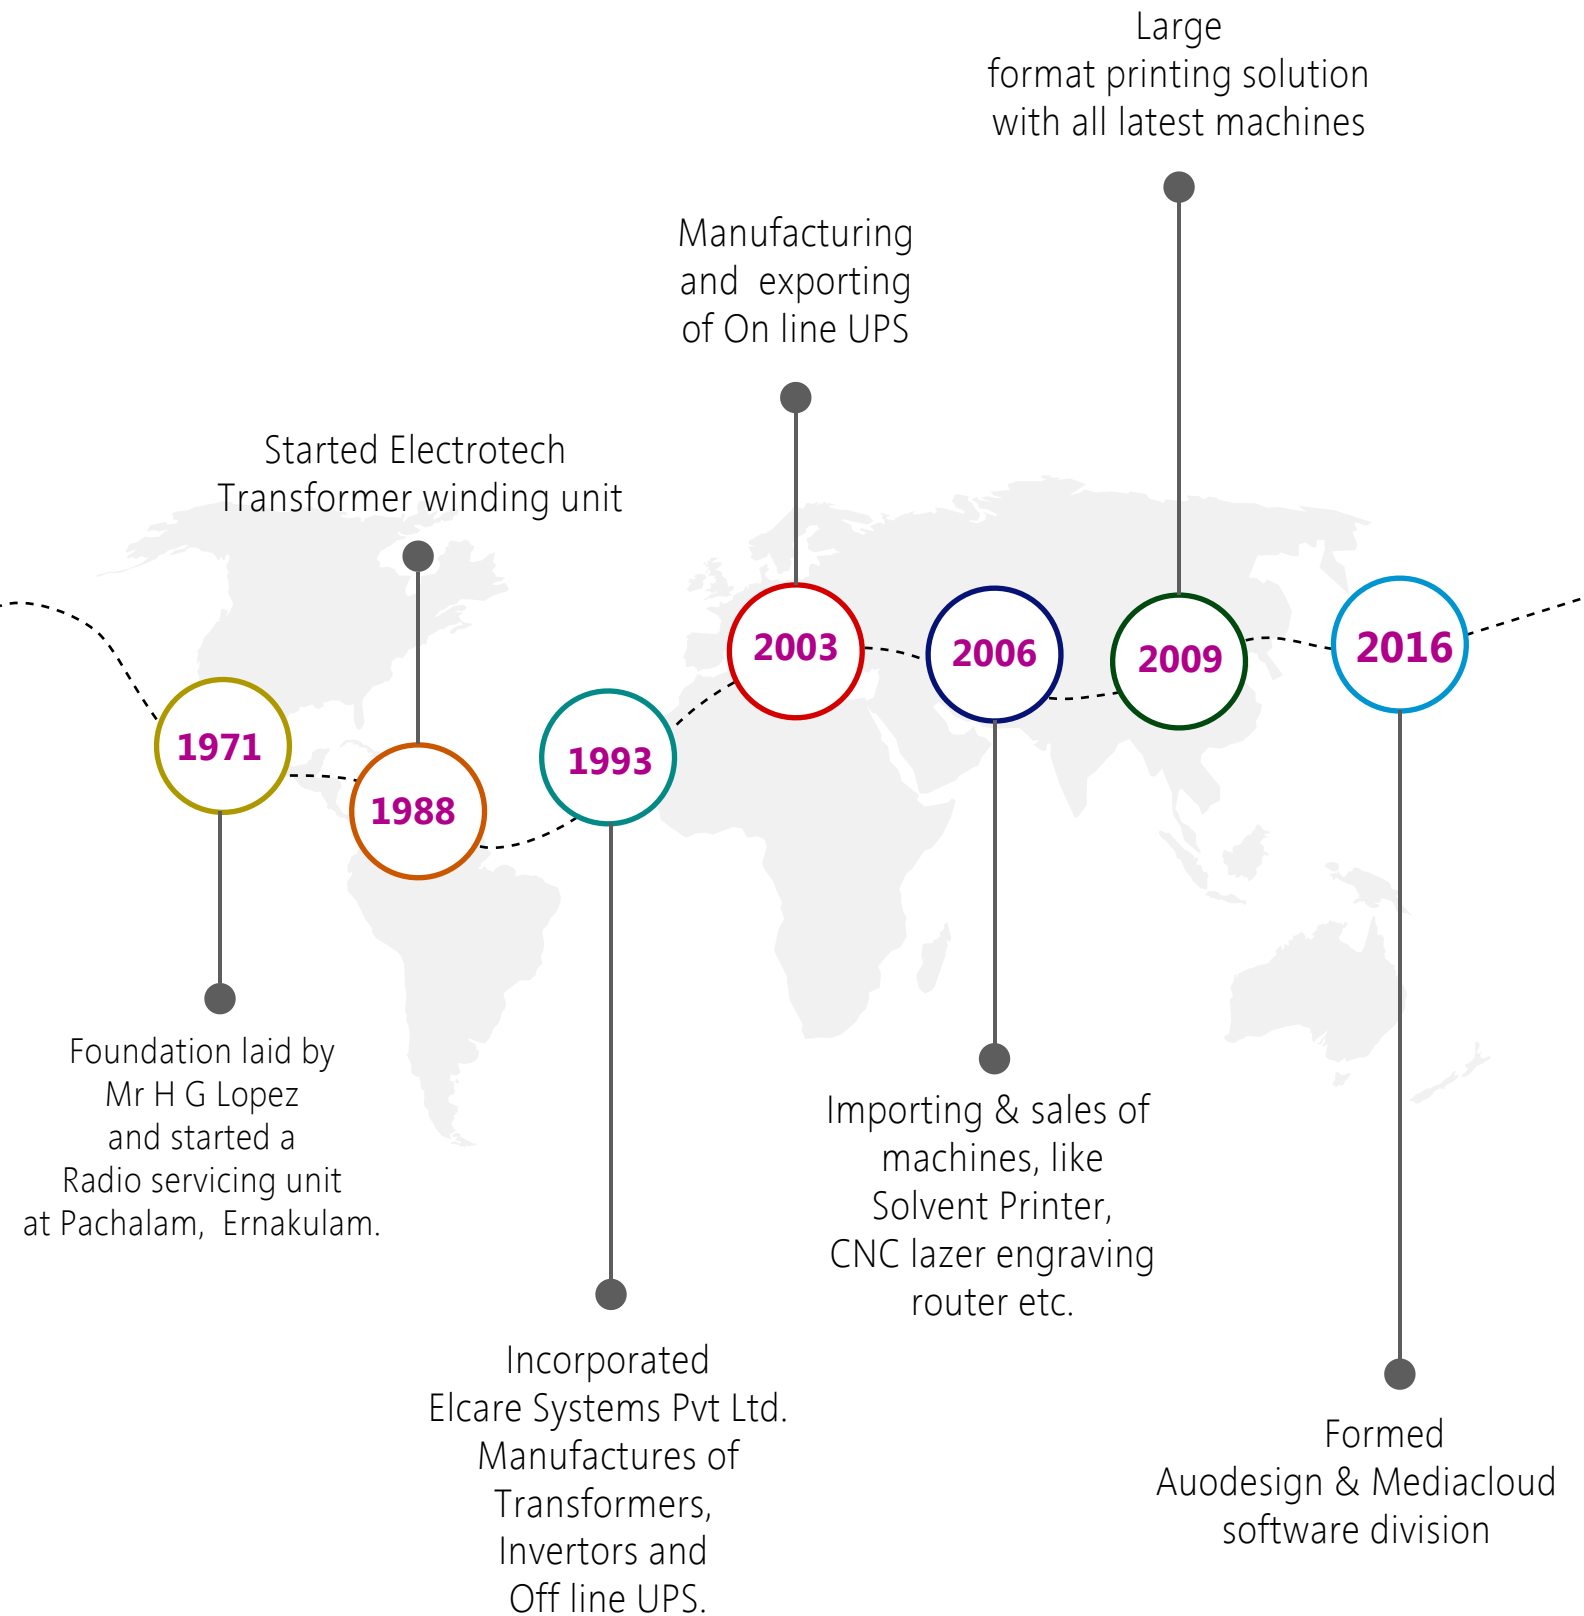 Large
format printing solution
with all latest machines
Manufacturing
and exporting
of On line UPS
Started Electrotech
Transformer winding unit
1971
1988
1993
2003
2006
2009
2016
Foundation laid by
Mr H G Lopez
and started a
Radio servicing unit
at Pachalam, Ernakulam.
Importing & sales of
machines, like
Solvent Printer,
CNC lazer engraving
router etc.
Incorporated
Elcare Systems Pvt Ltd.
Manufactures of
Transformers,
Invertors and
Off line UPS.
Formed
Auodesign & Mediacloud
software division